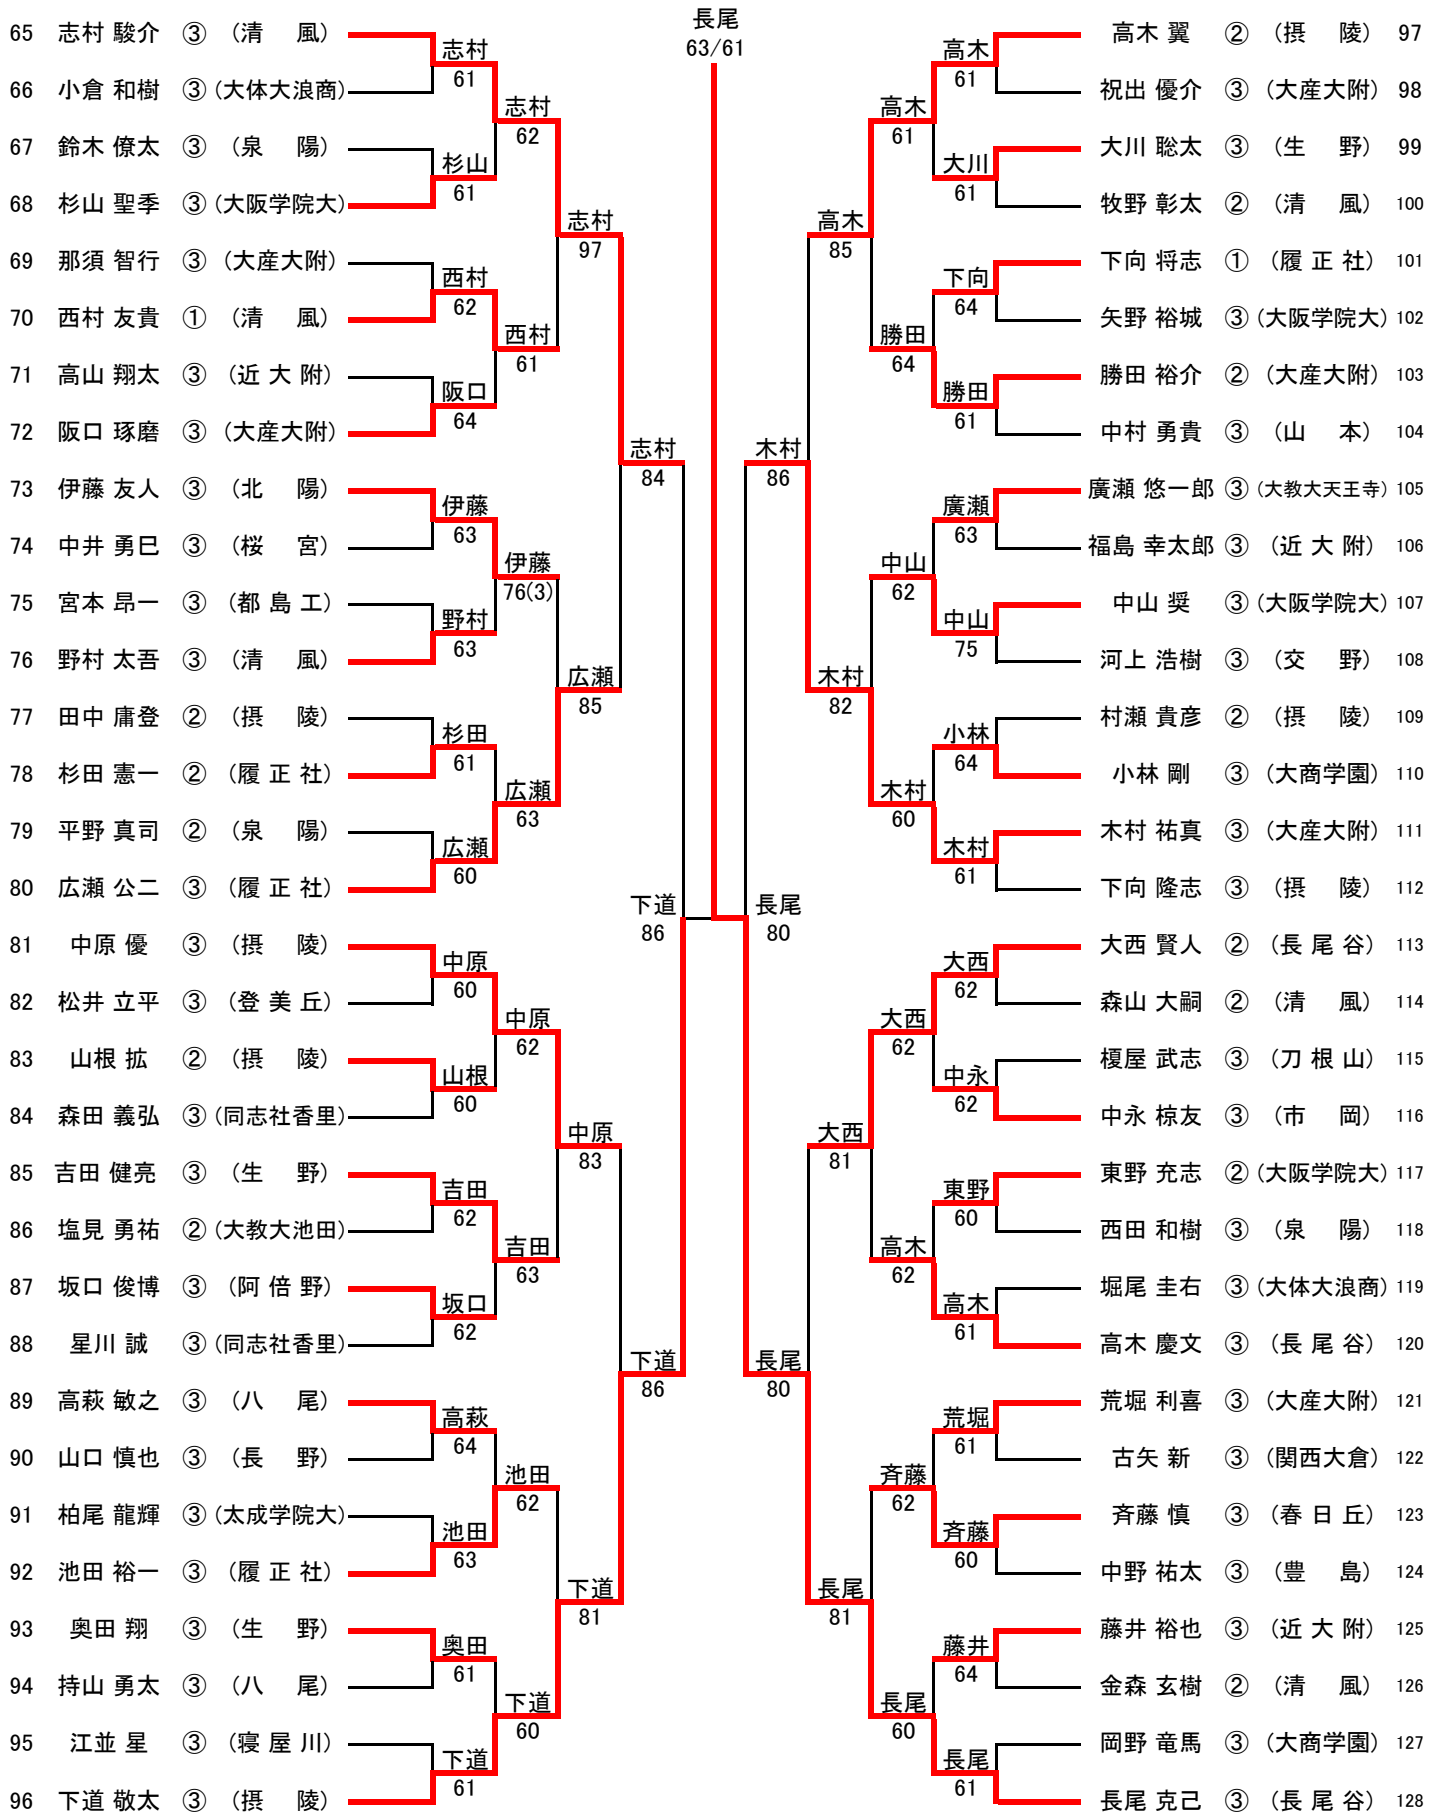 長尾
63/61
65 志村 駿介 ③ (清 風)
66 小倉 和樹 ③ (大体大浪商)
67 鈴木 僚太 ③ (泉 陽)
68 杉山 聖季 ③ (大阪学院大)
69 那須 智行 ③ (大産大附)
70 西村 友貴 ① (清 風)
71 高山 翔太 ③ (近 大 附)
72 阪口 琢磨 ③ (大産大附)
73 伊藤 友人 ③ (北 陽)
74 中井 勇巳 ③ (桜 宮)
75 宮本 昂一 ③ (都 島 工)
76 野村 太吾 ③ (清 風)
77 田中 庸登 ② (摂 陵)
78 杉田 憲一 ② (履 正 社)
79 平野 真司 ② (泉 陽)
80 広瀬 公二 ③ (履 正 社)
81 中原 優 ③ (摂 陵)
82 松井 立平 ③ (登 美 丘)
83 山根 拡 ② (摂 陵)
84 森田 義弘 ③ (同志社香里)
85 吉田 健亮 ③ (生 野)
86 塩見 勇祐 ② (大教大池田)
87 坂口 俊博 ③ (阿 倍 野)
88 星川 誠 ③ (同志社香里)
89 高萩 敏之 ③ (八 尾)
90 山口 慎也 ③ (長 野)
91 柏尾 龍輝 ③ (太成学院大)
92 池田 裕一 ③ (履 正 社)
93 奥田 翔 ③ (生 野)
94 持山 勇太 ③ (八 尾)
95 江並 星 ③ (寝 屋 川)
96 下道 敬太 ③ (摂 陵)
志村
61
杉山
61
西村
62
阪口
64
伊藤
63
野村
63
杉田
61
広瀬
60
中原
60
山根
60
吉田
62
坂口
62
高萩
64
池田
63
奥田
61
下道
61
志村
62
西村
61
伊藤
76(3)
広瀬
63
中原
62
吉田
63
池田
62
下道
60
志村
97
広瀬
85
中原
83
下道
81
志村
84
下道
86
下道
86
長尾
80
木村
86
長尾
80
高木
85
木村
82
大西
81
長尾
81
高木
61
勝田
64
中山
62
木村
60
大西
62
高木
62
斉藤
62
長尾
60
高木
61
大川
61
下向
64
勝田
61
廣瀬
63
中山
75
小林
64
木村
61
大西
62
中永
62
東野
60
高木
61
荒堀
61
斉藤
60
藤井
64
長尾
61
高木 翼 ② (摂 陵) 97
祝出 優介 ③ (大産大附) 98
大川 聡太 ③ (生 野) 99
牧野 彰太 ② (清 風) 100
下向 将志 ① (履 正 社) 101
矢野 裕城 ③ (大阪学院大) 102
勝田 裕介 ② (大産大附) 103
中村 勇貴 ③ (山 本) 104
廣瀬 悠一郎 ③ (大教大天王寺) 105
福島 幸太郎 ③ (近 大 附) 106
中山 奨 ③ (大阪学院大) 107
河上 浩樹 ③ (交 野) 108
村瀬 貴彦 ② (摂 陵) 109
小林 剛 ③ (大商学園) 110
木村 祐真 ③ (大産大附) 111
下向 隆志 ③ (摂 陵) 112
大西 賢人 ② (長 尾 谷) 113
森山 大嗣 ② (清 風) 114
榎屋 武志 ③ (刀 根 山) 115
中永 椋友 ③ (市 岡) 116
東野 充志 ② (大阪学院大) 117
西田 和樹 ③ (泉 陽) 118
堀尾 圭右 ③ (大体大浪商) 119
高木 慶文 ③ (長 尾 谷) 120
荒堀 利喜 ③ (大産大附) 121
古矢 新 ③ (関西大倉) 122
斉藤 慎 ③ (春 日 丘) 123
中野 祐太 ③ (豊 島) 124
藤井 裕也 ③ (近 大 附) 125
金森 玄樹 ② (清 風) 126
岡野 竜馬 ③ (大商学園) 127
長尾 克己 ③ (長 尾 谷) 128